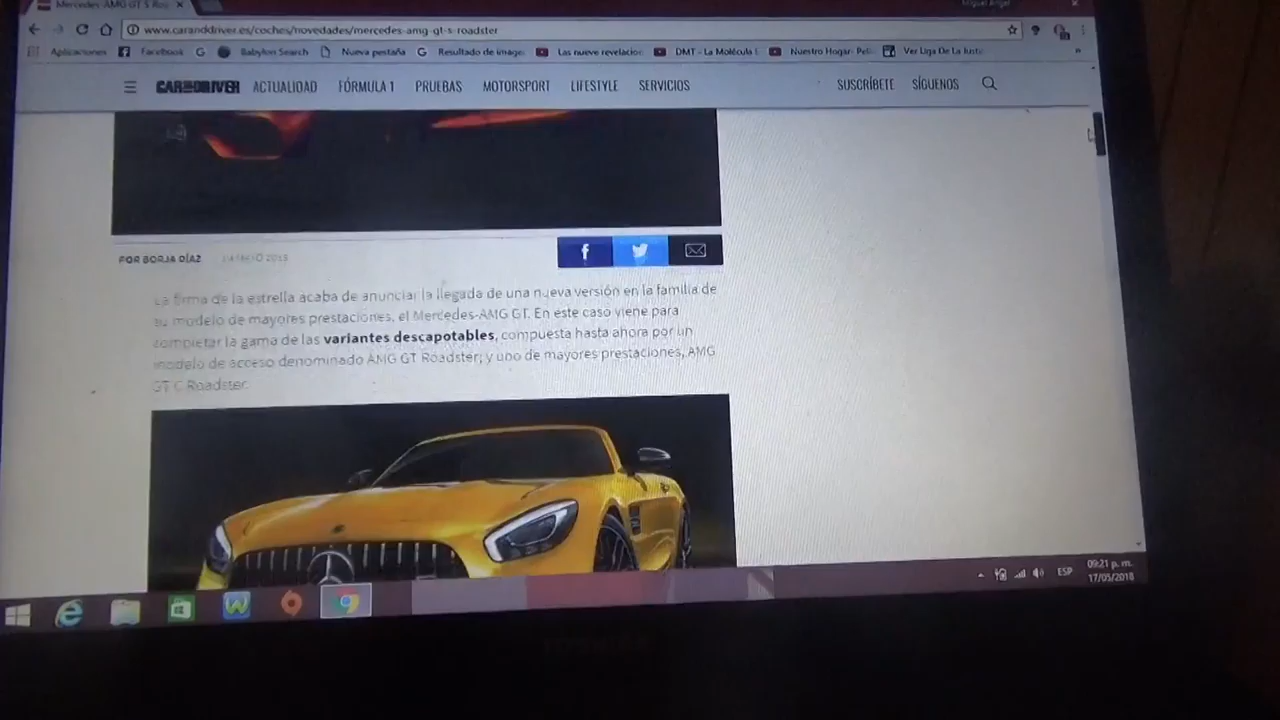 Mercedes-AMG GT S Roa
Miguel Angel
www.caranddriver.es/coches/novedades/mercedes-amg-gt-s-roadster
Aplicaciones Facebook Babylon Search Nueva pestaña Resultado de image Las nueve revelacio DMT - La Molécula Nuestro Hogar- Pelí Ver Liga De La Justic
CAR AND DRIVER ACTUALIDAD FÓRMULA 1 PRUEBAS MOTORSPORT LIFESTYLE SERVICIOS SUSCRÍBETE SÍGUENOS
POR BORJA DÍAZ
La firma de la estrella acaba de anunciar la llegada de una nueva versión en la familia de
su modelo de mayores prestaciones, el Mercedes-AMG GT. En este caso viene para
completar la gama de las variantes descapotables, compuesta hasta ahora por un
modelo de acceso denominado AMG GT Roadster; y uno de mayores prestaciones, AMG
GT C Roadster.
ESP
09:21 p. m.
17/05/2018